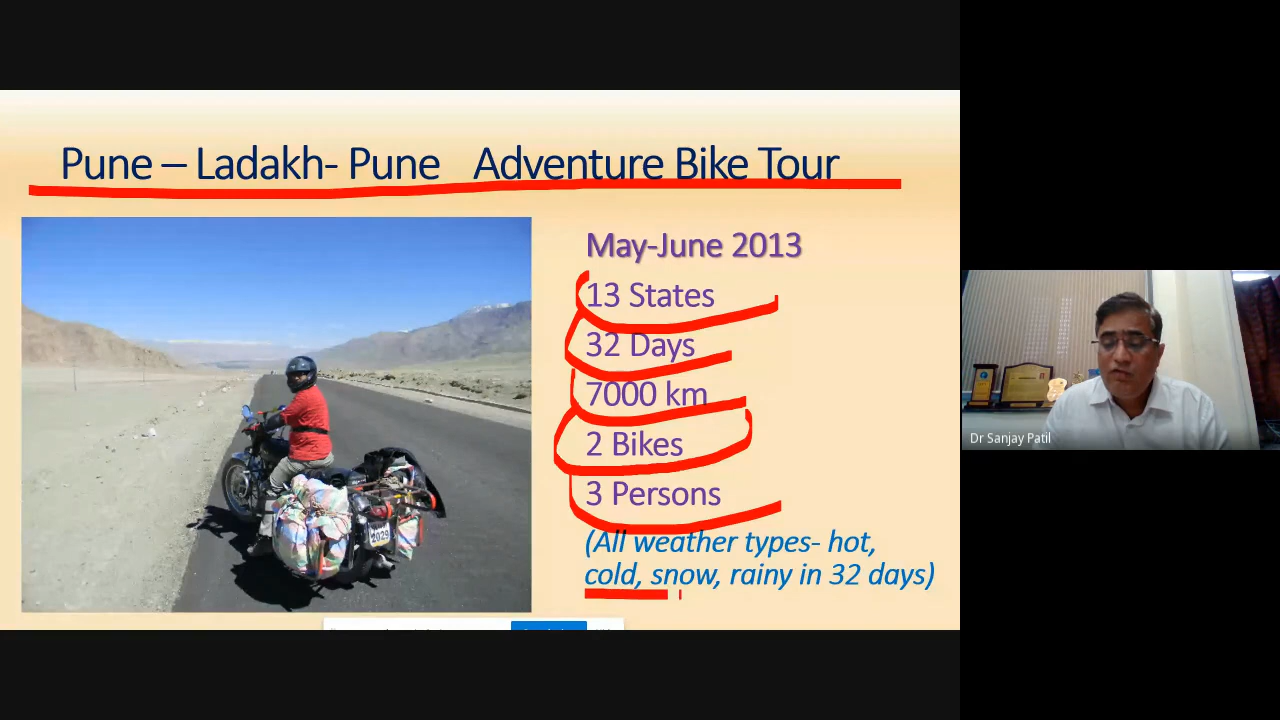 Pune – Ladakh- Pune Adventure Bike Tour
May-June 2013
13 States
32 Days
7000 km
2 Bikes
3 Persons
(All weather types- hot,
cold, snow, rainy in 32 days)
2029
Dr Sanjay Patil